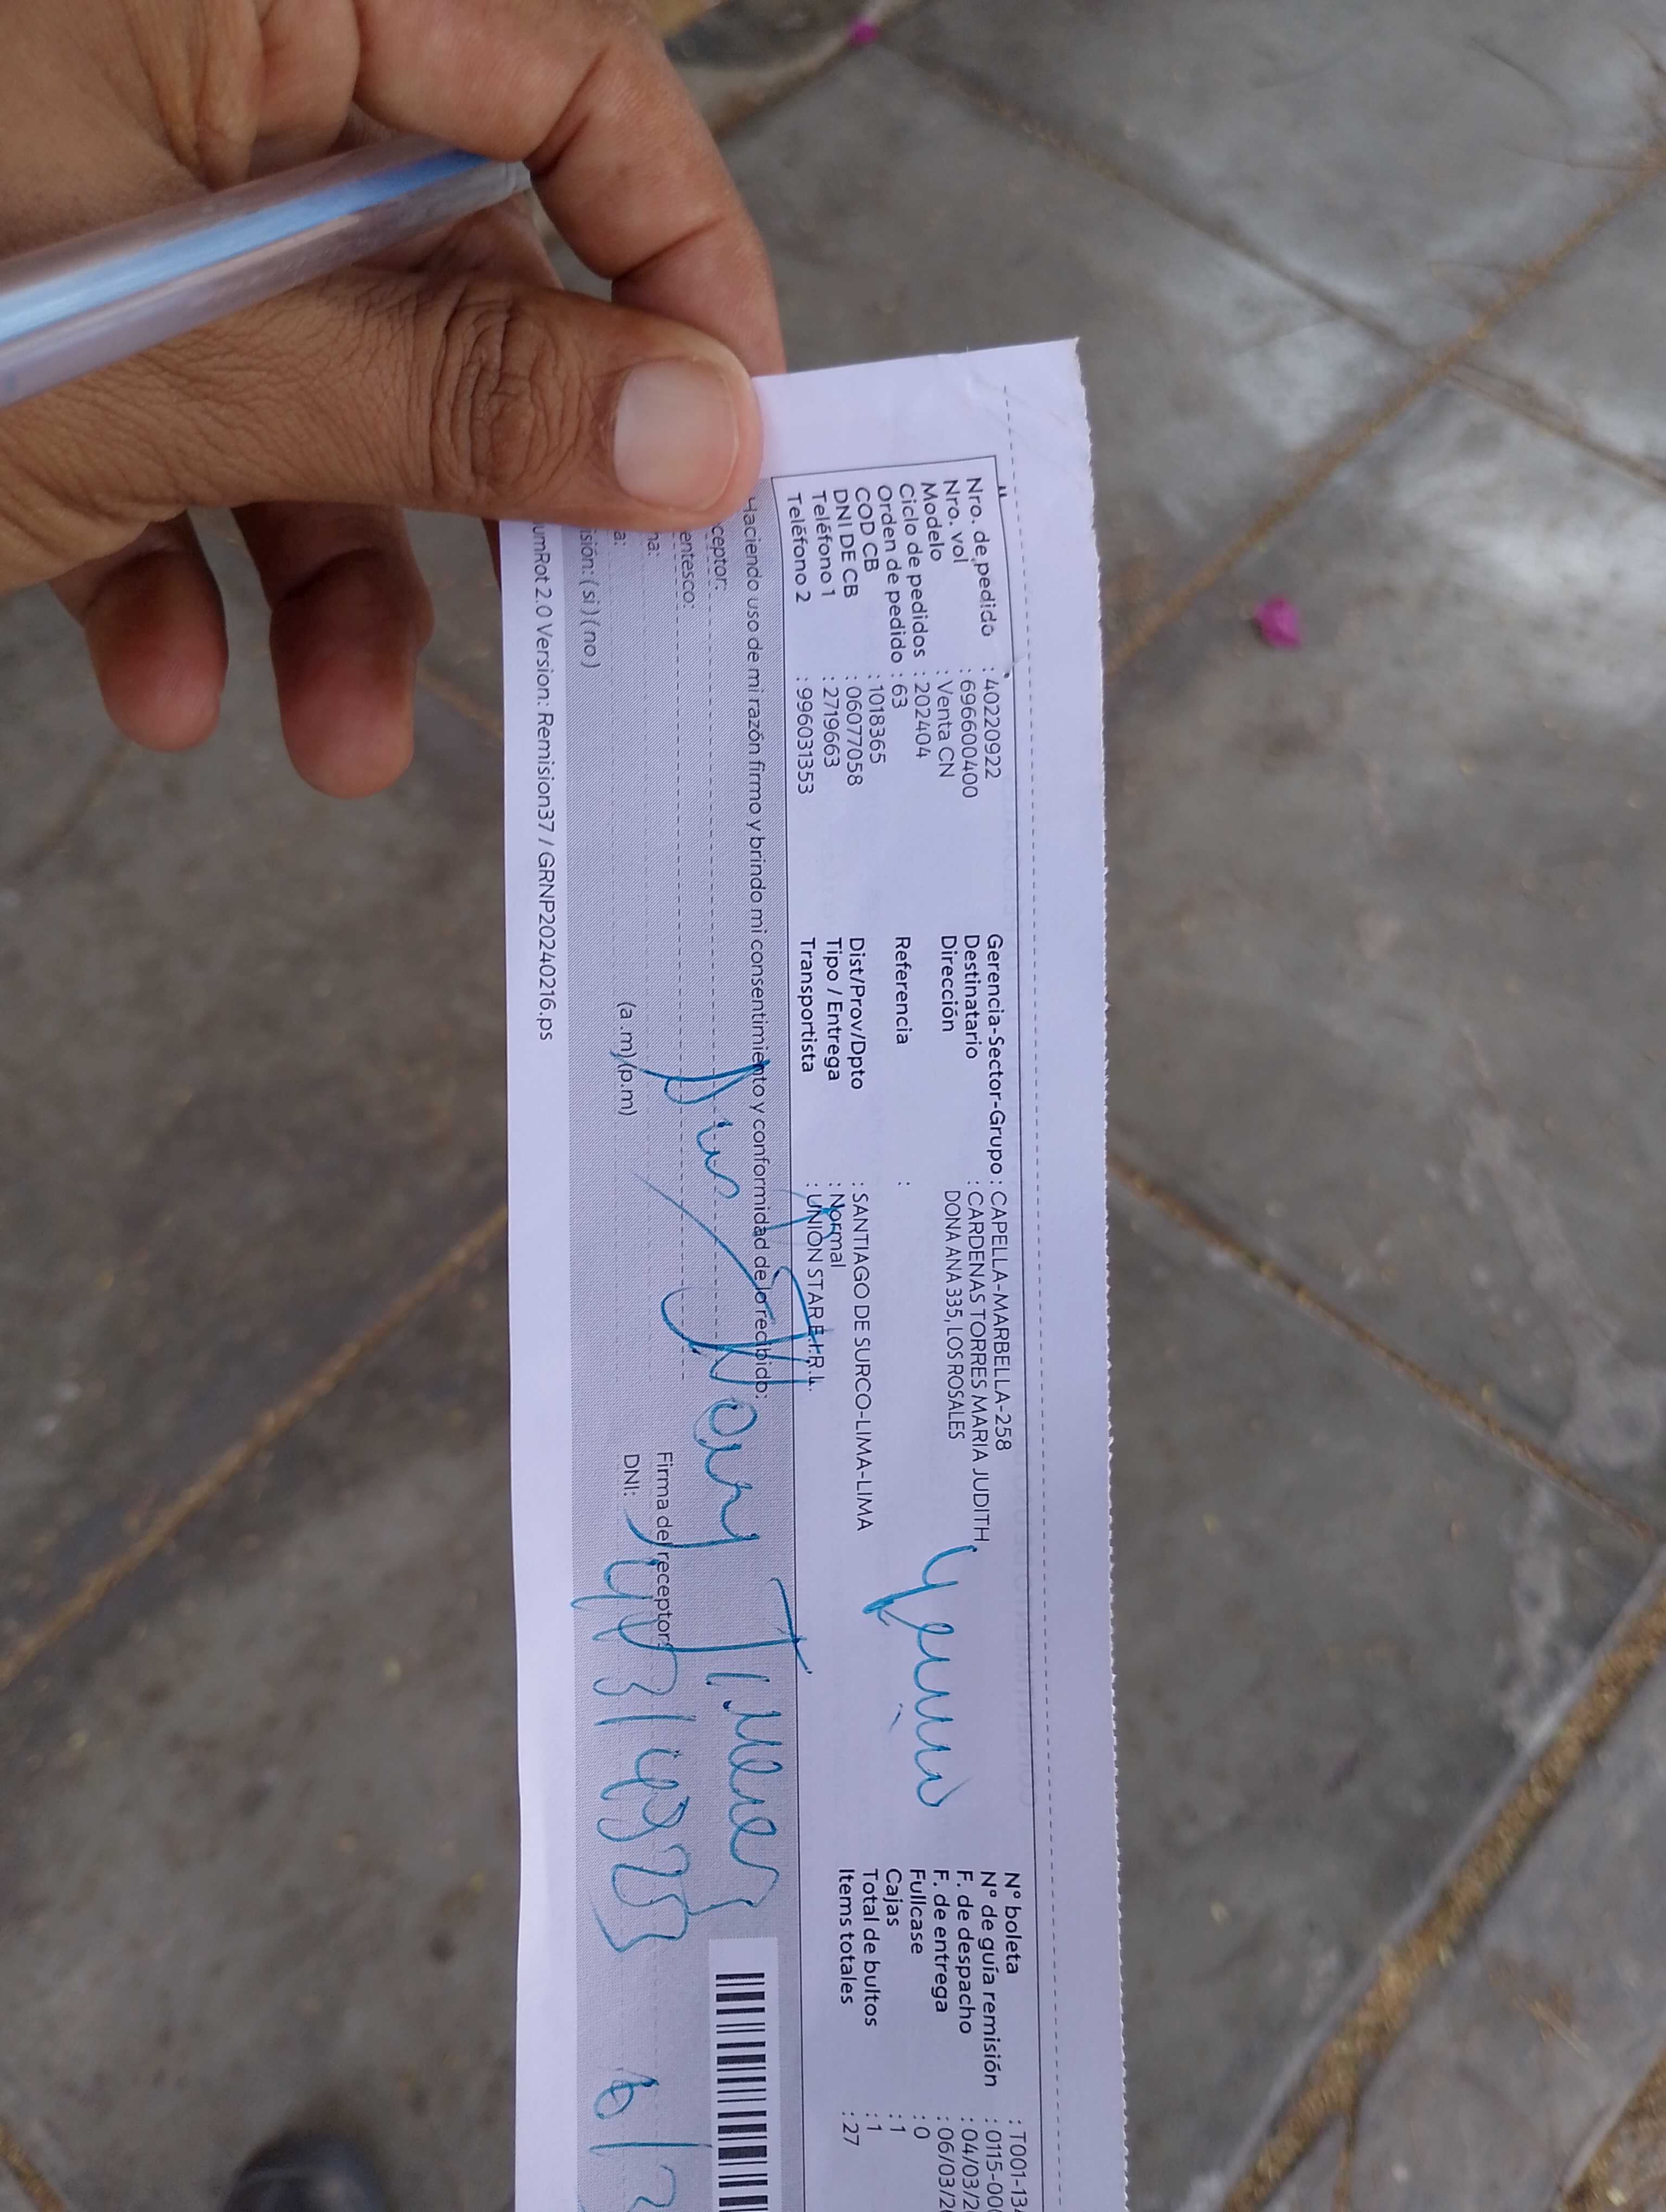 Nro. de pedido : 40220922
Nro. vol : 696600400
Modelo : Venta CN
Ciclo de pedidos : 202404
Orden de pedido : 63
COD CB : 1018365
DNI DE CB : 06077058
Teléfono 1 : 2719663
Teléfono 2 : 996031353
Gerencia-Sector-Grupo : CAPELLA-MARBELLA-258
Destinatario : CARDENAS TORRES MARIA JUDITH
Dirección DONA ANA 335, LOS ROSALES
Referencia :
Dist/Prov/Dpto : SANTIAGO DE SURCO-LIMA-LIMA
Tipo / Entrega : Normal
Transportista : UNION STAR E.I.R.L.
N° boleta : T001-134
N° de guía remisión : 0115-00
F. de despacho : 04/03/2
F. de entrega : 06/03/2
Fullcase : 0
Cajas : 1
Total de bultos : 1
Items totales : 27
Haciendo uso de mi razón firmo y brindo mi consentimiento y conformidad de lo recibido:
ceptor:
entesco:
na:
a: (a.m)(p.m)
isión: ( si ) ( no )
Firma del receptor:
DNI:
umRot 2.0 Version: Remision37 / GRNP20240216.ps